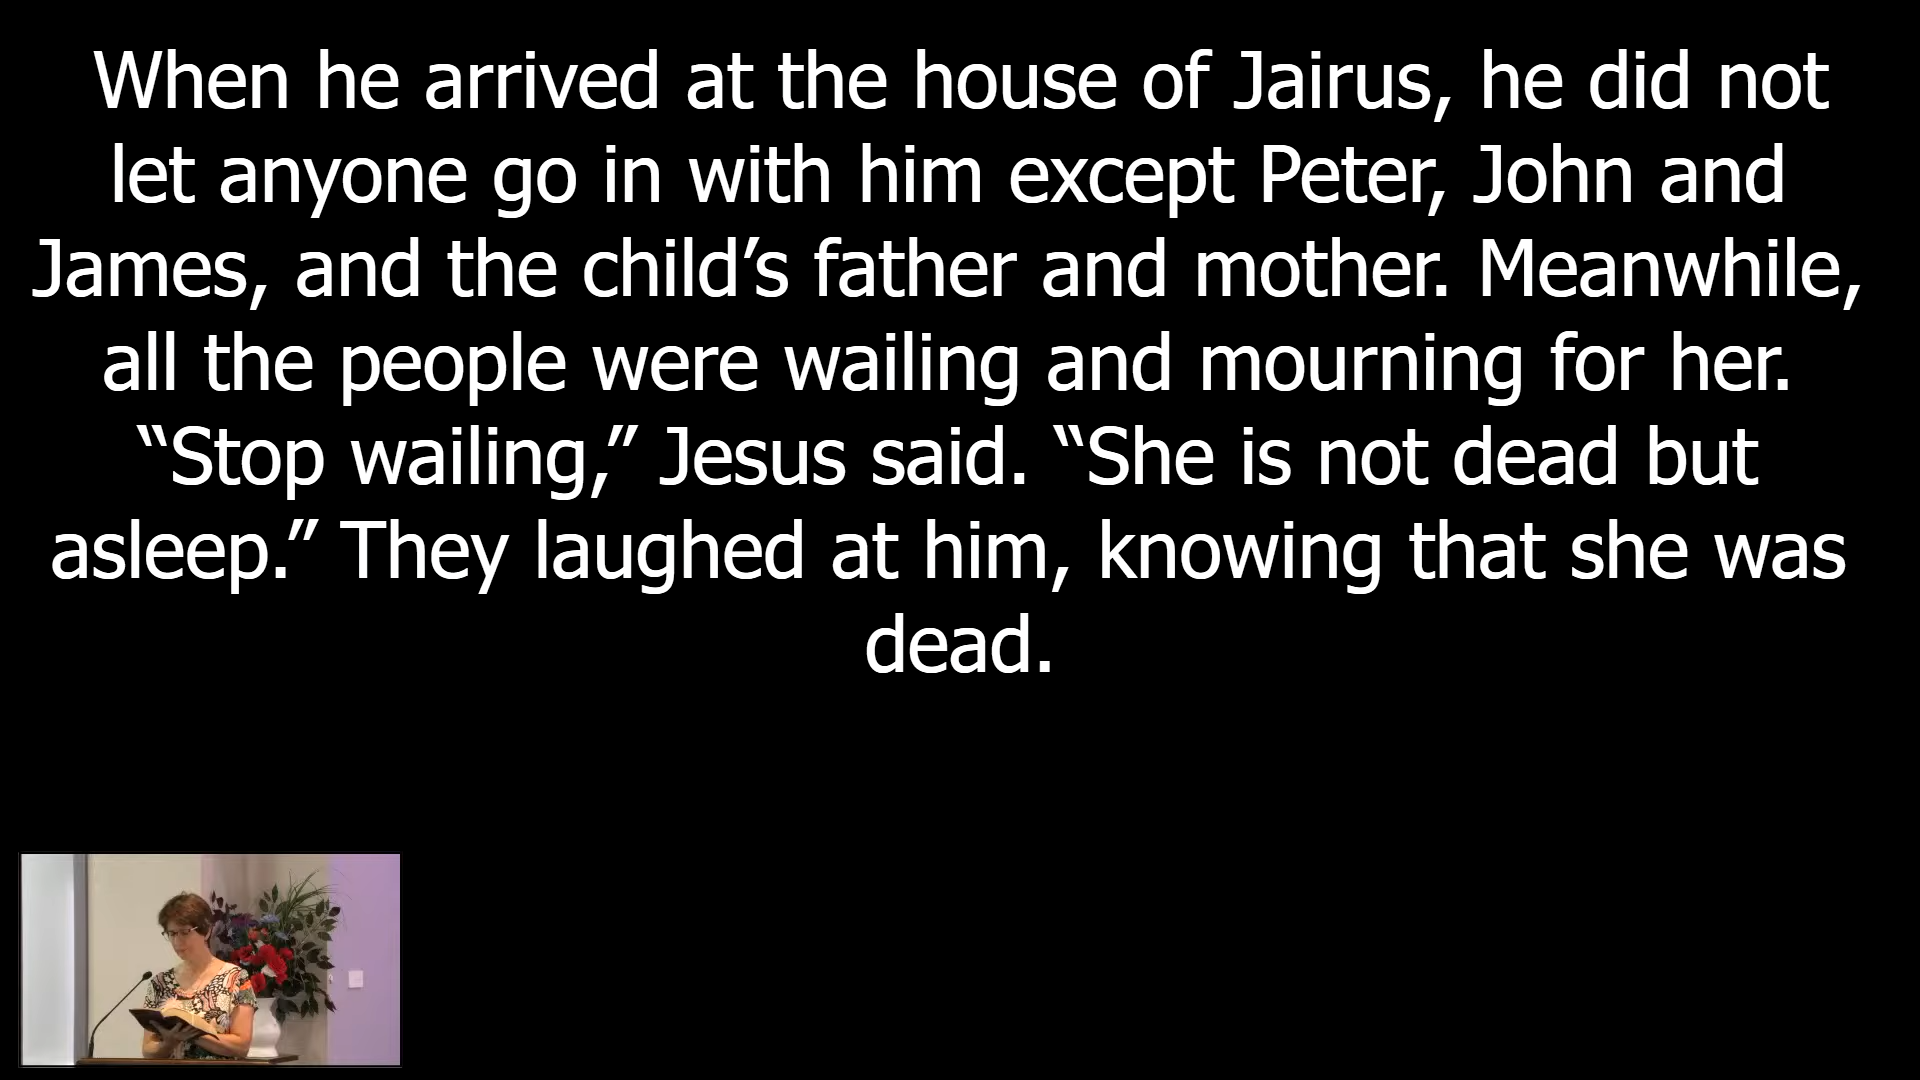 When he arrived at the house of Jairus, he did not
let anyone go in with him except Peter, John and
James, and the child’s father and mother. Meanwhile,
all the people were wailing and mourning for her.
“Stop wailing,” Jesus said. “She is not dead but
asleep.” They laughed at him, knowing that she was
dead.